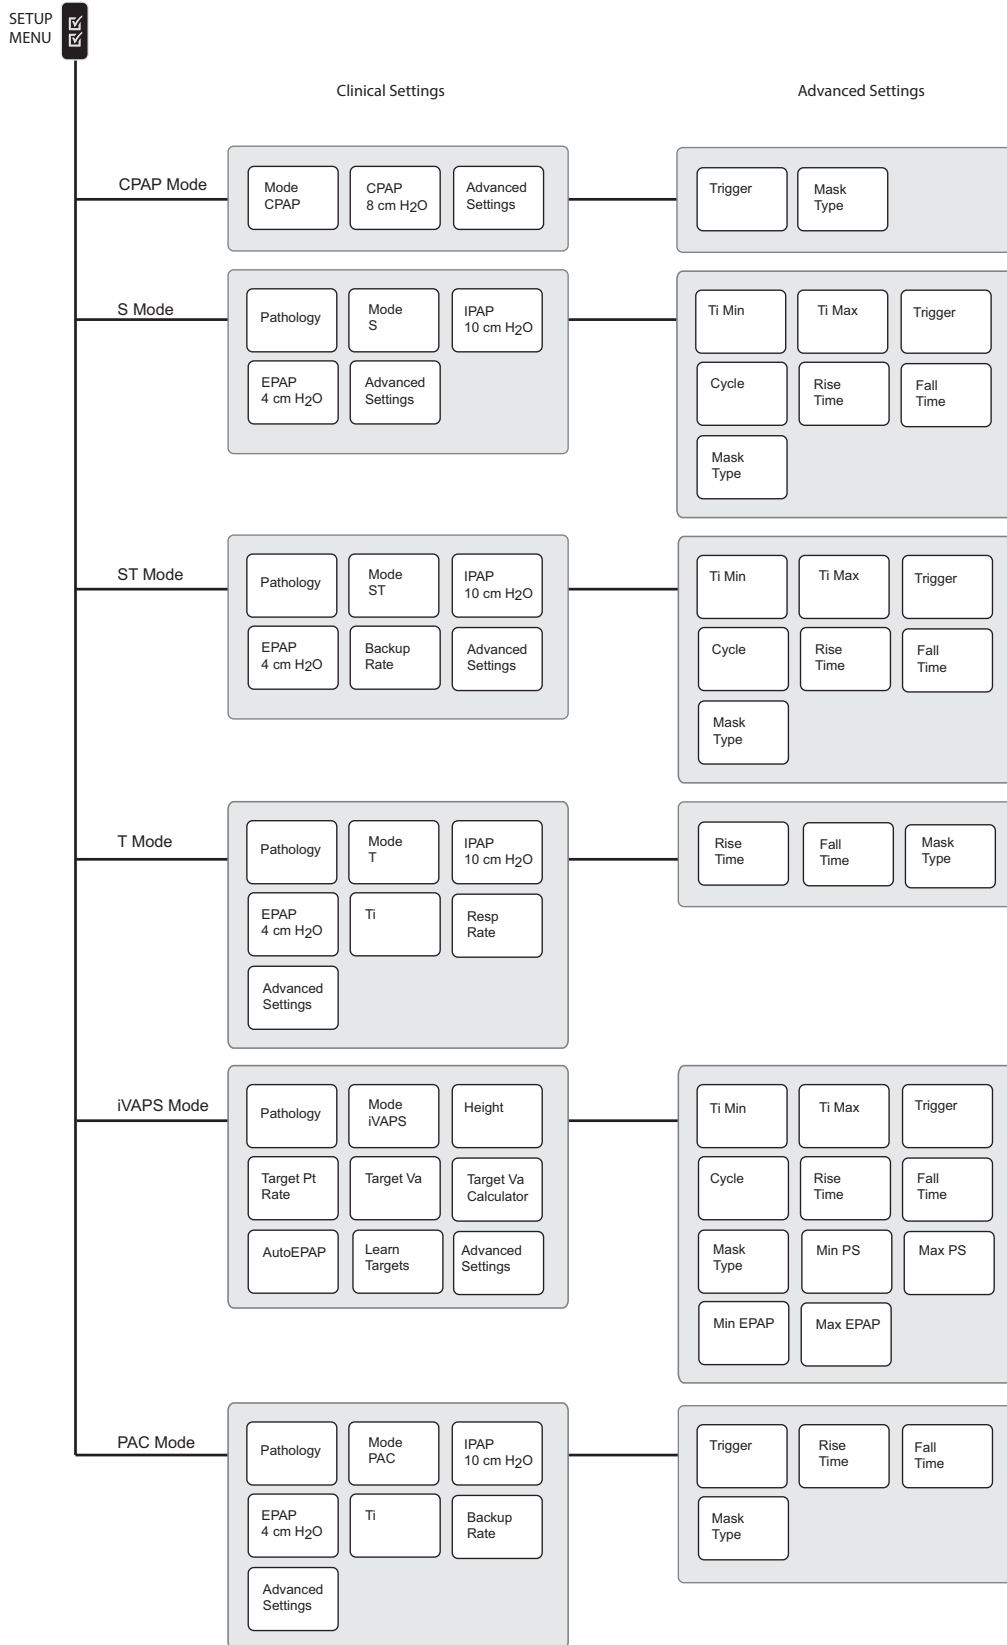 SETUP
MENU
Clinical Settings
Advanced Settings
CPAP Mode
Mode
CPAP
CPAP
8 cm H2O
Advanced
Settings
Trigger
Mask
Type
S Mode
Pathology
Mode
S
IPAP
10 cm H2O
EPAP
4 cm H2O
Advanced
Settings
Ti Min
Ti Max
Trigger
Cycle
Rise
Time
Fall
Time
Mask
Type
ST Mode
Pathology
Mode
ST
IPAP
10 cm H2O
EPAP
4 cm H2O
Backup
Rate
Advanced
Settings
Ti Min
Ti Max
Trigger
Cycle
Rise
Time
Fall
Time
Mask
Type
T Mode
Pathology
Mode
T
IPAP
10 cm H2O
EPAP
4 cm H2O
Ti
Resp
Rate
Advanced
Settings
Rise
Time
Fall
Time
Mask
Type
iVAPS Mode
Pathology
Mode
iVAPS
Height
Target Pt
Rate
Target Va
Target Va
Calculator
AutoEPAP
Learn
Targets
Advanced
Settings
Ti Min
Ti Max
Trigger
Cycle
Rise
Time
Fall
Time
Mask
Type
Min PS
Max PS
Min EPAP
Max EPAP
PAC Mode
Pathology
Mode
PAC
IPAP
10 cm H2O
EPAP
4 cm H2O
Ti
Backup
Rate
Advanced
Settings
Trigger
Rise
Time
Fall
Time
Mask
Type